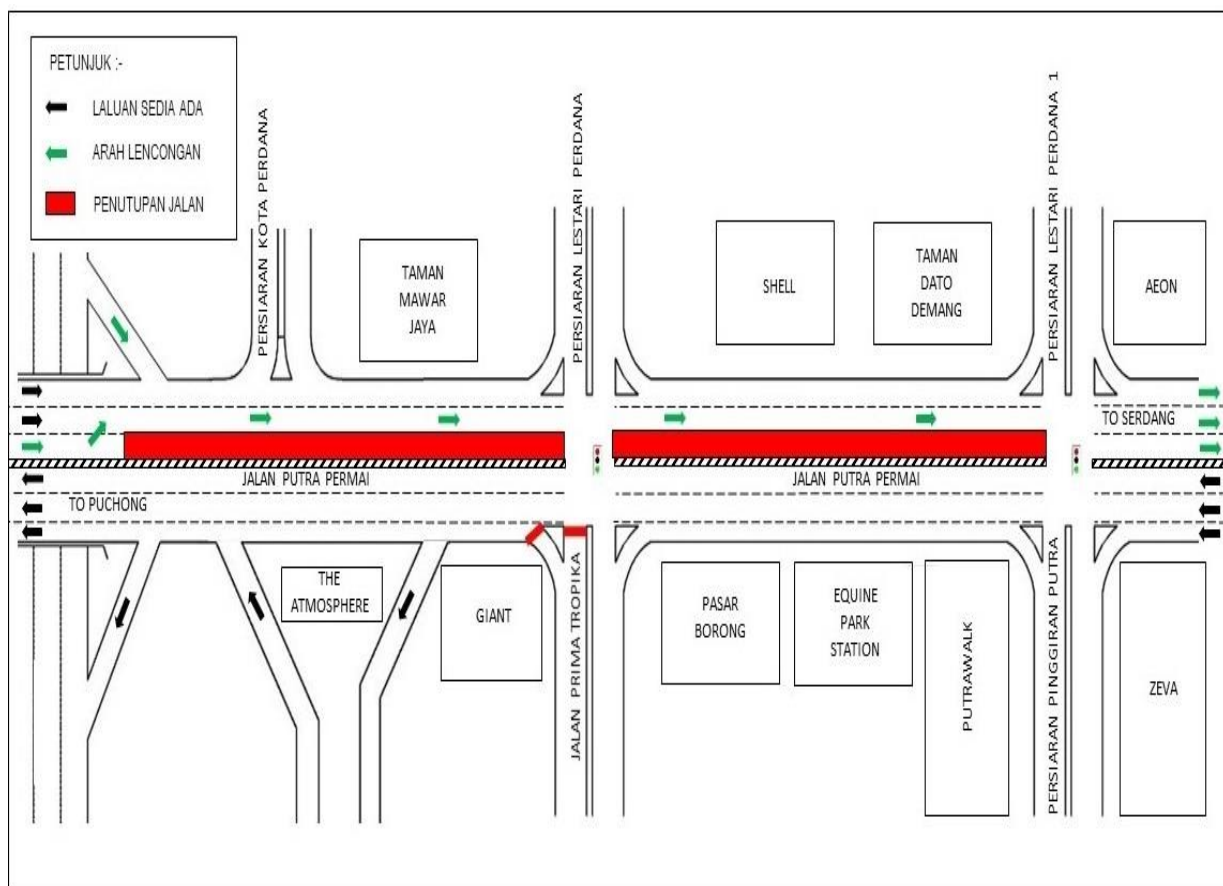 PETUNJUK :-
LALUAN SEDIA ADA
ARAH LENCONGAN
PENUTUPAN JALAN
PERSIARAN KOTA PERDANA
TAMAN
MAWAR
JAYA
PERSIARAN LESTARI PERDANA
SHELL
TAMAN
DATO
DEMANG
PERSIARAN LESTARI PERDANA 1
AEON
TO SERDANG
JALAN PUTRA PERMAI
JALAN PUTRA PERMAI
TO PUCHONG
THE
ATMOSPHERE
GIANT
JALAN PRIMA TROPIKA
PASAR
BORONG
EQUINE
PARK
STATION
PUTRAWALK
PERSIARAN PINGGIRAN PUTRA
ZEVA